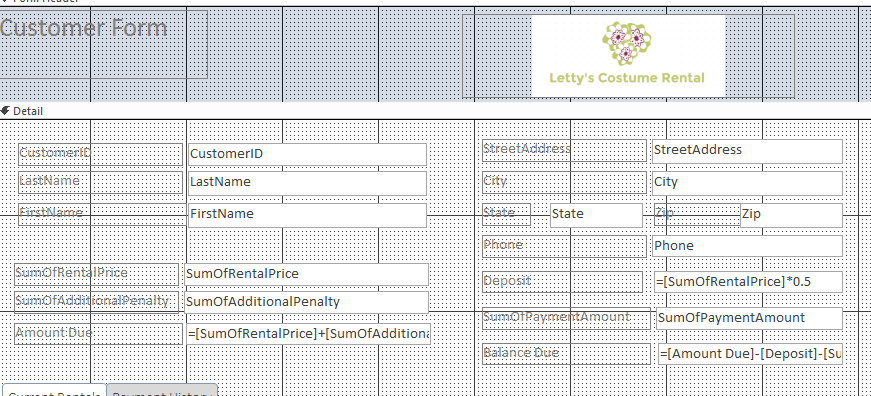 Form Header
Customer Form
Letty's Costume Rental
Detail
CustomerID CustomerID
LastName LastName
FirstName FirstName
SumOfRentalPrice SumOfRentalPrice
SumOfAdditionalPenalty SumOfAdditionalPenalty
Amount Due =[SumOfRentalPrice]+[SumOfAdditiona
StreetAddress StreetAddress
City City
State State Zip Zip
Phone Phone
Deposit =[SumOfRentalPrice]*0.5
SumOfPaymentAmount SumOfPaymentAmount
Balance Due =[Amount Due]-[Deposit]-[Su
Current Rentals Payment History